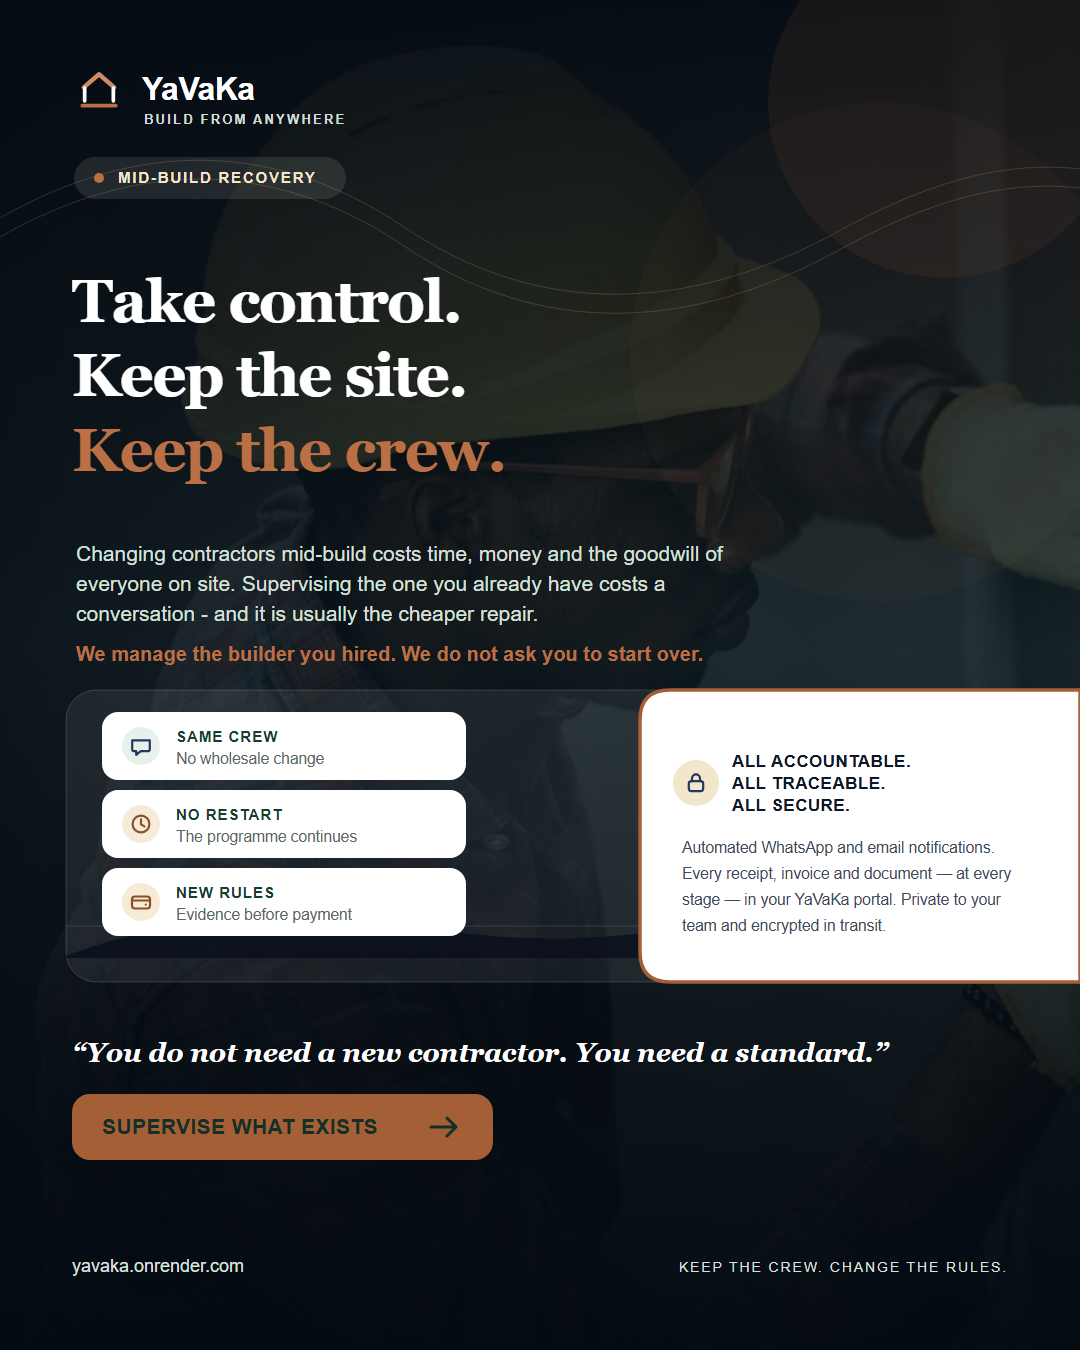 YaVaKa
BUILD FROM ANYWHERE
MID-BUILD RECOVERY
Take control.
Keep the site.
Keep the crew.
Changing contractors mid-build costs time, money and the goodwill of
everyone on site. Supervising the one you already have costs a
conversation - and it is usually the cheaper repair.
We manage the builder you hired. We do not ask you to start over.
SAME CREW
No wholesale change
NO RESTART
The programme continues
NEW RULES
Evidence before payment
ALL ACCOUNTABLE.
ALL TRACEABLE.
ALL SECURE.
Automated WhatsApp and email notifications.
Every receipt, invoice and document — at every
stage — in your YaVaKa portal. Private to your
team and encrypted in transit.
“You do not need a new contractor. You need a standard.”
SUPERVISE WHAT EXISTS
yavaka.onrender.com
KEEP THE CREW. CHANGE THE RULES.